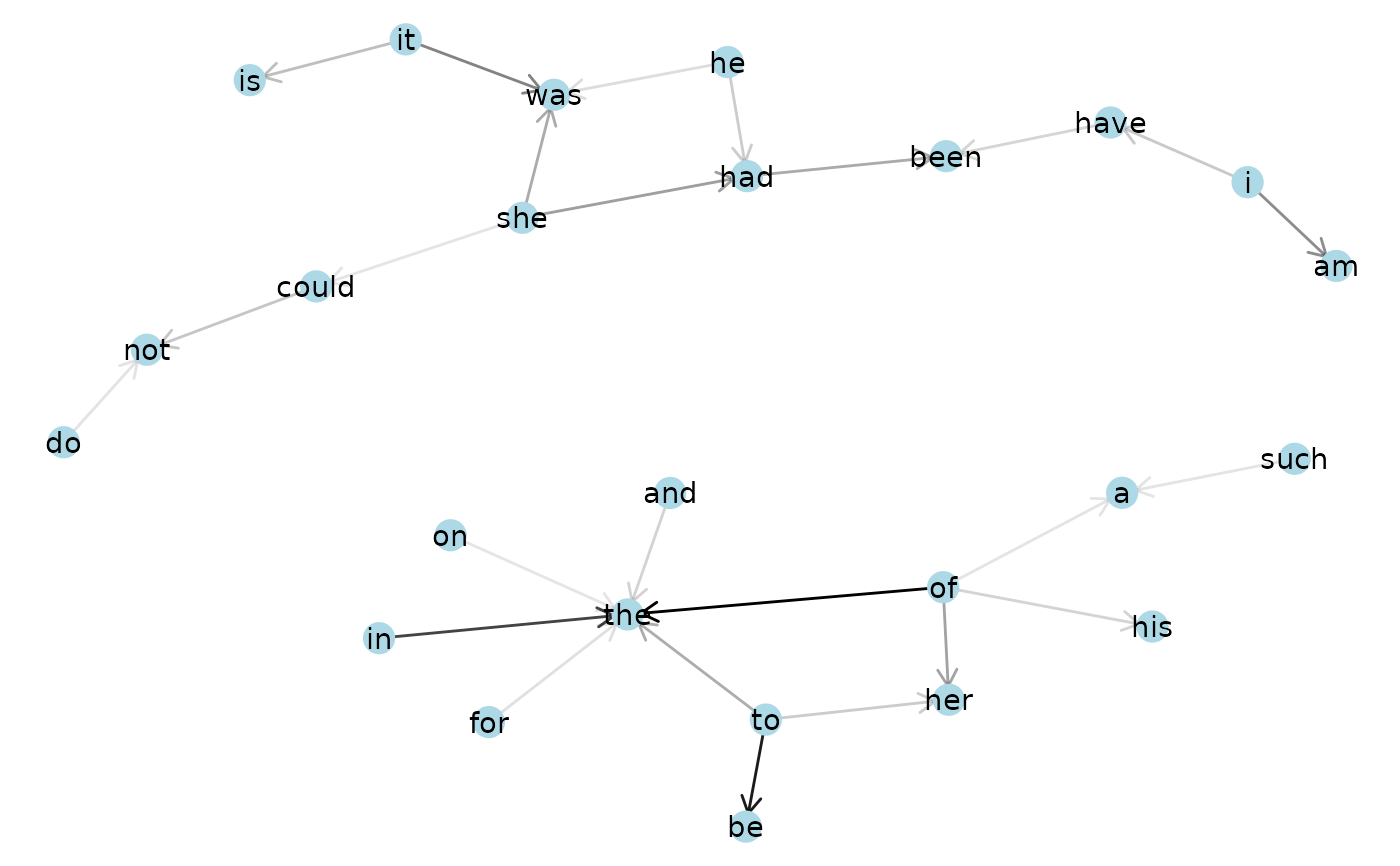 it
is
he
was
have
been
had
i
she
am
could
not
do
such
and
a
on
of
the
his
in
her
for
to
be